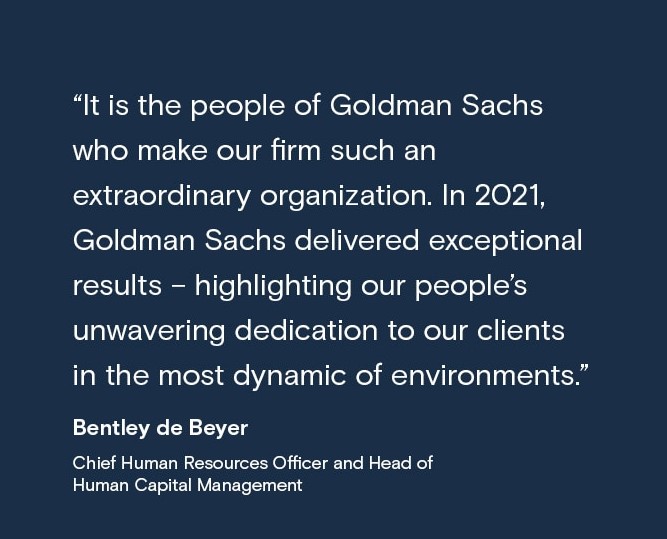 “It is the people of Goldman Sachs
who make our firm such an
extraordinary organization. In 2021,
Goldman Sachs delivered exceptional
results – highlighting our people’s
unwavering dedication to our clients
in the most dynamic of environments.”
Bentley de Beyer
Chief Human Resources Officer and Head of
Human Capital Management